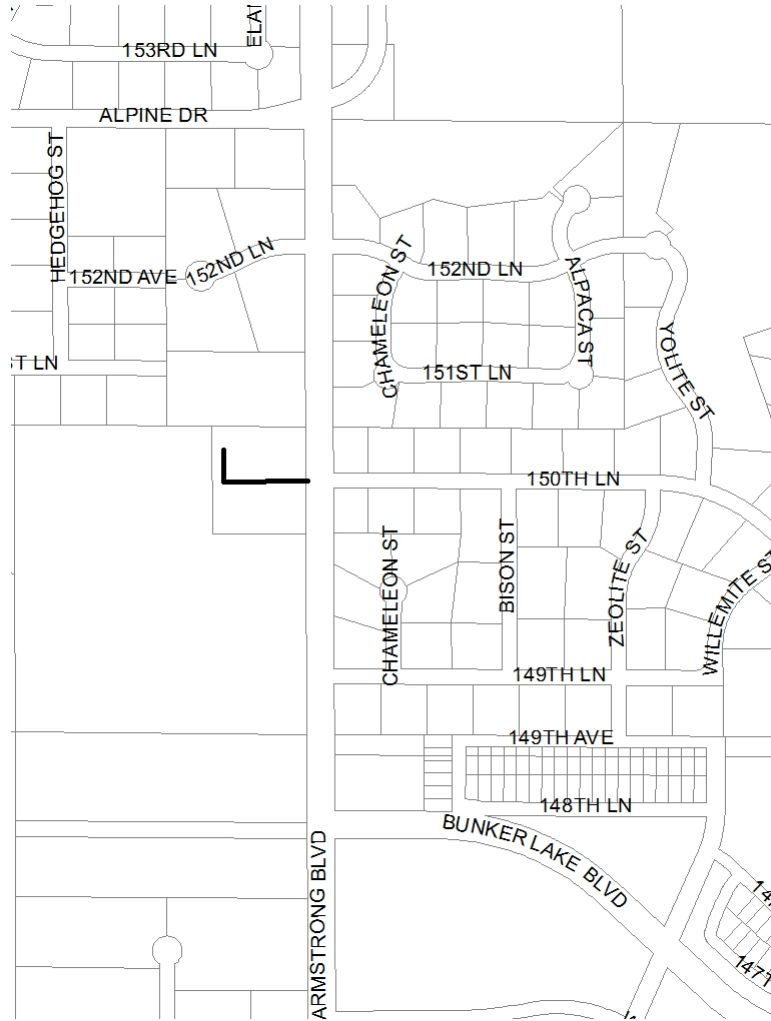 153RD LN
ALPINE DR
HEDGEHOG ST
152ND AVE
152ND LN
CHAMELEON ST
152ND LN
ALPACA ST
151ST LN
YOLITE ST
150TH LN
CHAMELEON ST
BISON ST
ZEOLITE ST
WILLEMITE ST
149TH LN
149TH AVE
148TH LN
BUNKER LAKE BLVD
ARMSTRONG BLVD